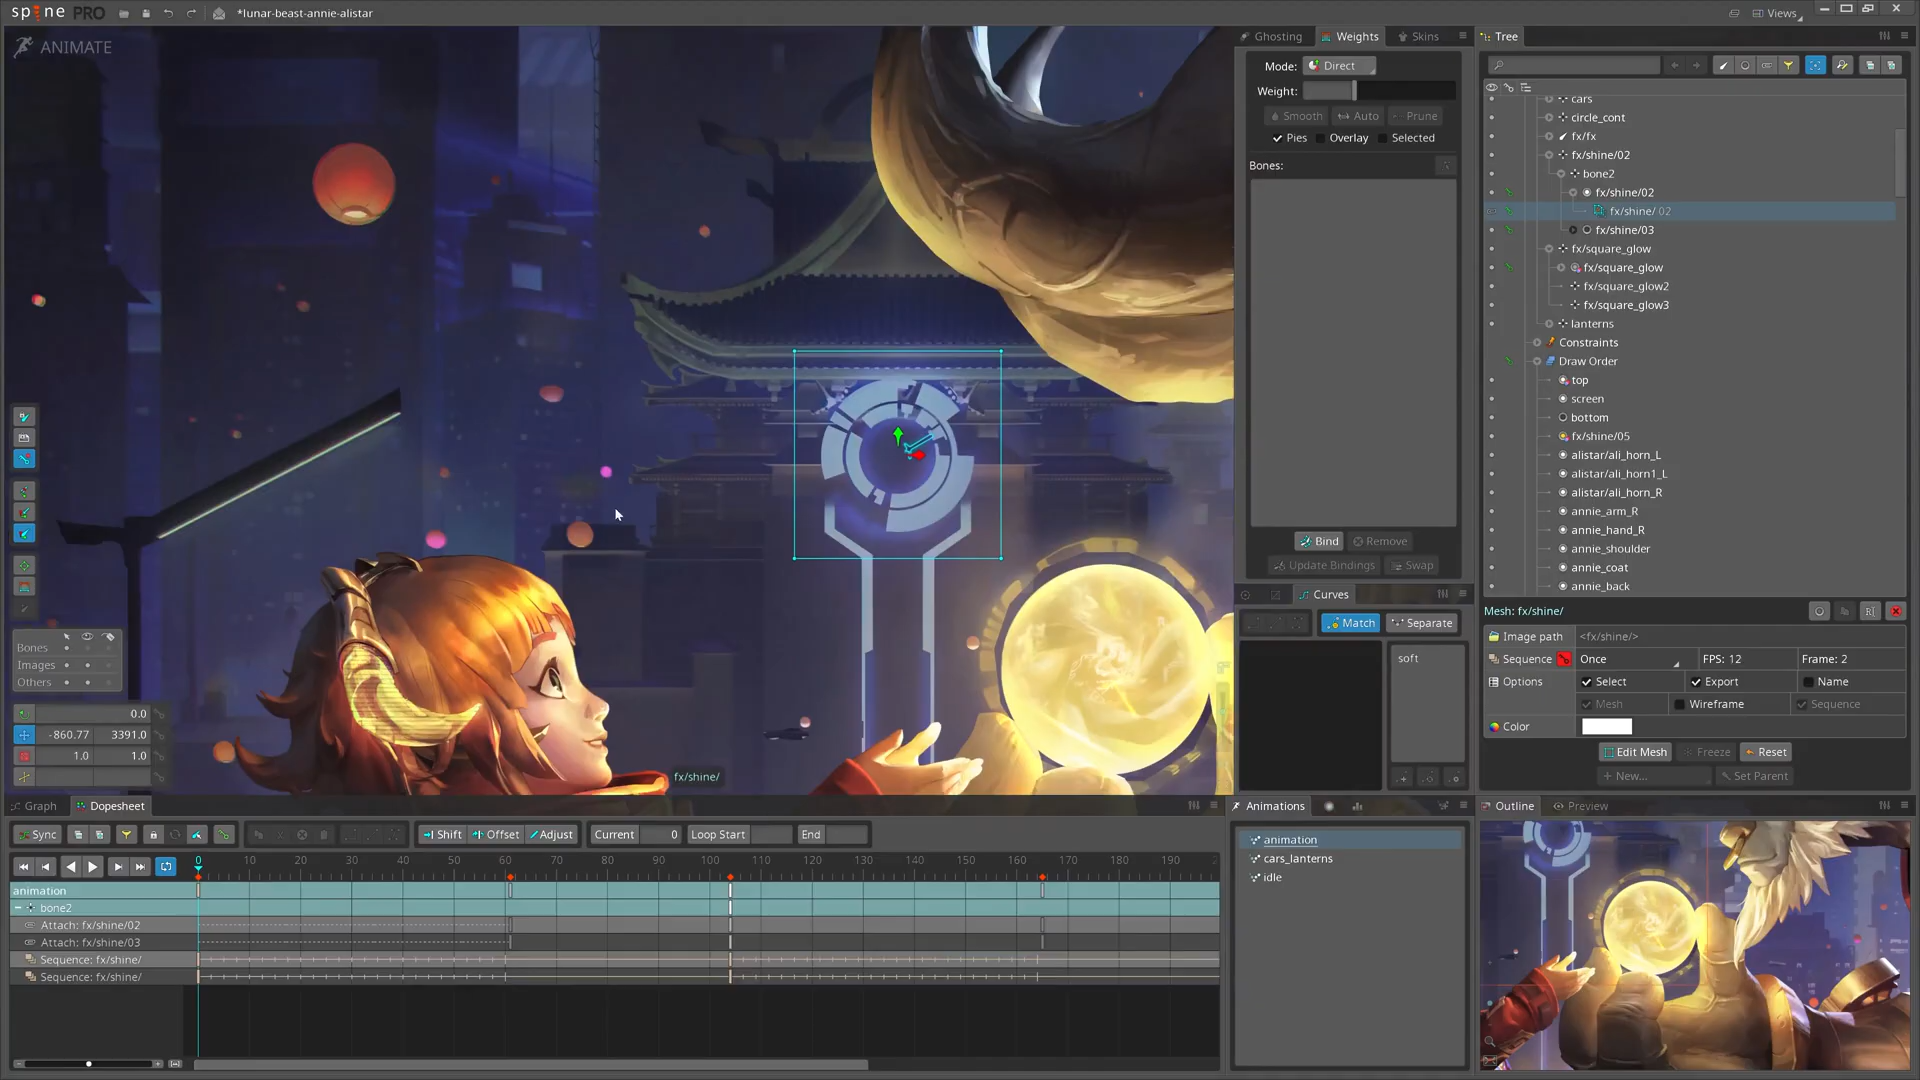 spine PRO
*lunar-beast-annie-alistar
Views
ANIMATE
Ghosting
Weights
Skins
Tree
Mode:
Direct
Weight:
Smooth
Auto
Prune
Pies
Overlay
Selected
Bones:
Bind
Remove
Update Bindings
Swap
cars
circle_cont
fx/fx
fx/shine/02
bone2
fx/shine/02
fx/shine/ 02
fx/shine/03
fx/square_glow
fx/square_glow
fx/square_glow2
fx/square_glow3
lanterns
Constraints
Draw Order
top
screen
bottom
fx/shine/05
alistar/ali_horn_L
alistar/ali_horn1_L
alistar/ali_horn_R
annie_arm_R
annie_hand_R
annie_shoulder
annie_coat
annie_back
Curves
Match
Separate
soft
Mesh: fx/shine/
Image path
<fx/shine/>
Sequence
Once
FPS: 12
Frame: 2
Options
Select
Export
Name
Mesh
Wireframe
Sequence
Color
Edit Mesh
Freeze
Reset
New...
Set Parent
Bones
Images
Others
0.0
-860.77
3391.0
1.0
1.0
fx/shine/
Graph
Dopesheet
Sync
Shift
Offset
Adjust
Current
0
Loop Start
End
0 10 20 30 40 50 60 70 80 90 100 110 120 130 140 150 160 170 180 190
animation
bone2
Attach: fx/shine/02
Attach: fx/shine/03
Sequence: fx/shine/
Sequence: fx/shine/
Animations
animation
cars_lanterns
idle
Outline
Preview